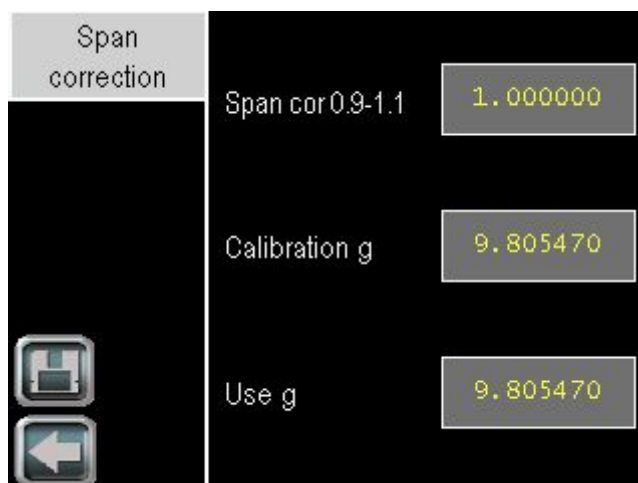 Span
correction
Span cor 0.9-1.1
1.000000
Calibration g
9.805470
Use g
9.805470